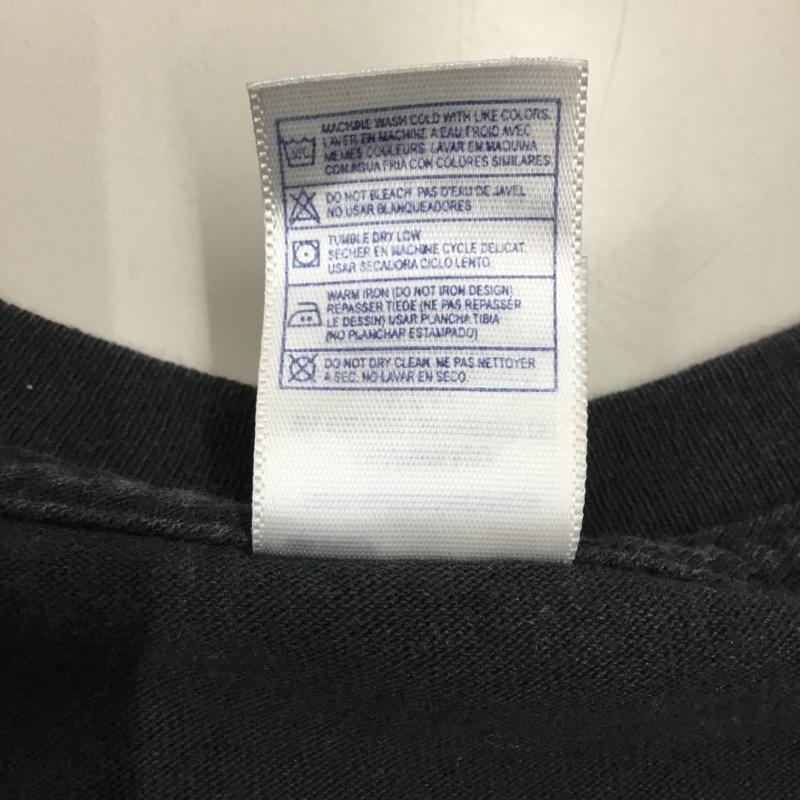 MACHINE WASH COLD WITH LIKE COLORS.
LAVER EN MACHINE A EAU FROID AVEC
MEMES COULEURS. LAVAR EN MAQUINA
CON AGUA FRIA CON COLORES SIMILARES
DO NOT BLEACH. PAS D'EAU DE JAVEL
NO USAR BLANQUEADORES
TUMBLE DRY LOW
SECHER EN MACHINE CYCLE DELICAT.
USAR SECADORA CICLO LENTO.
WARM IRON (DO NOT IRON DESIGN)
REPASSER TIEDE (NE PAS REPASSER
LE DESSIN) USAR PLANCHA TIBIA
(NO PLANCHAR ESTAMPADO)
DO NOT DRY CLEAN. NE PAS NETTOYER
A SEC. NO LAVAR EN SECO.